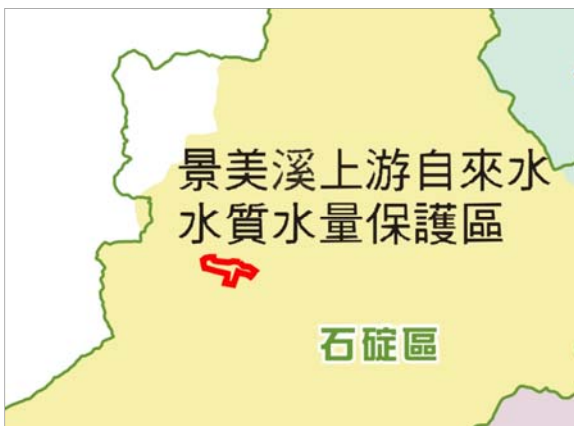 景美溪上游自來水
水質水量保護區
石碇區